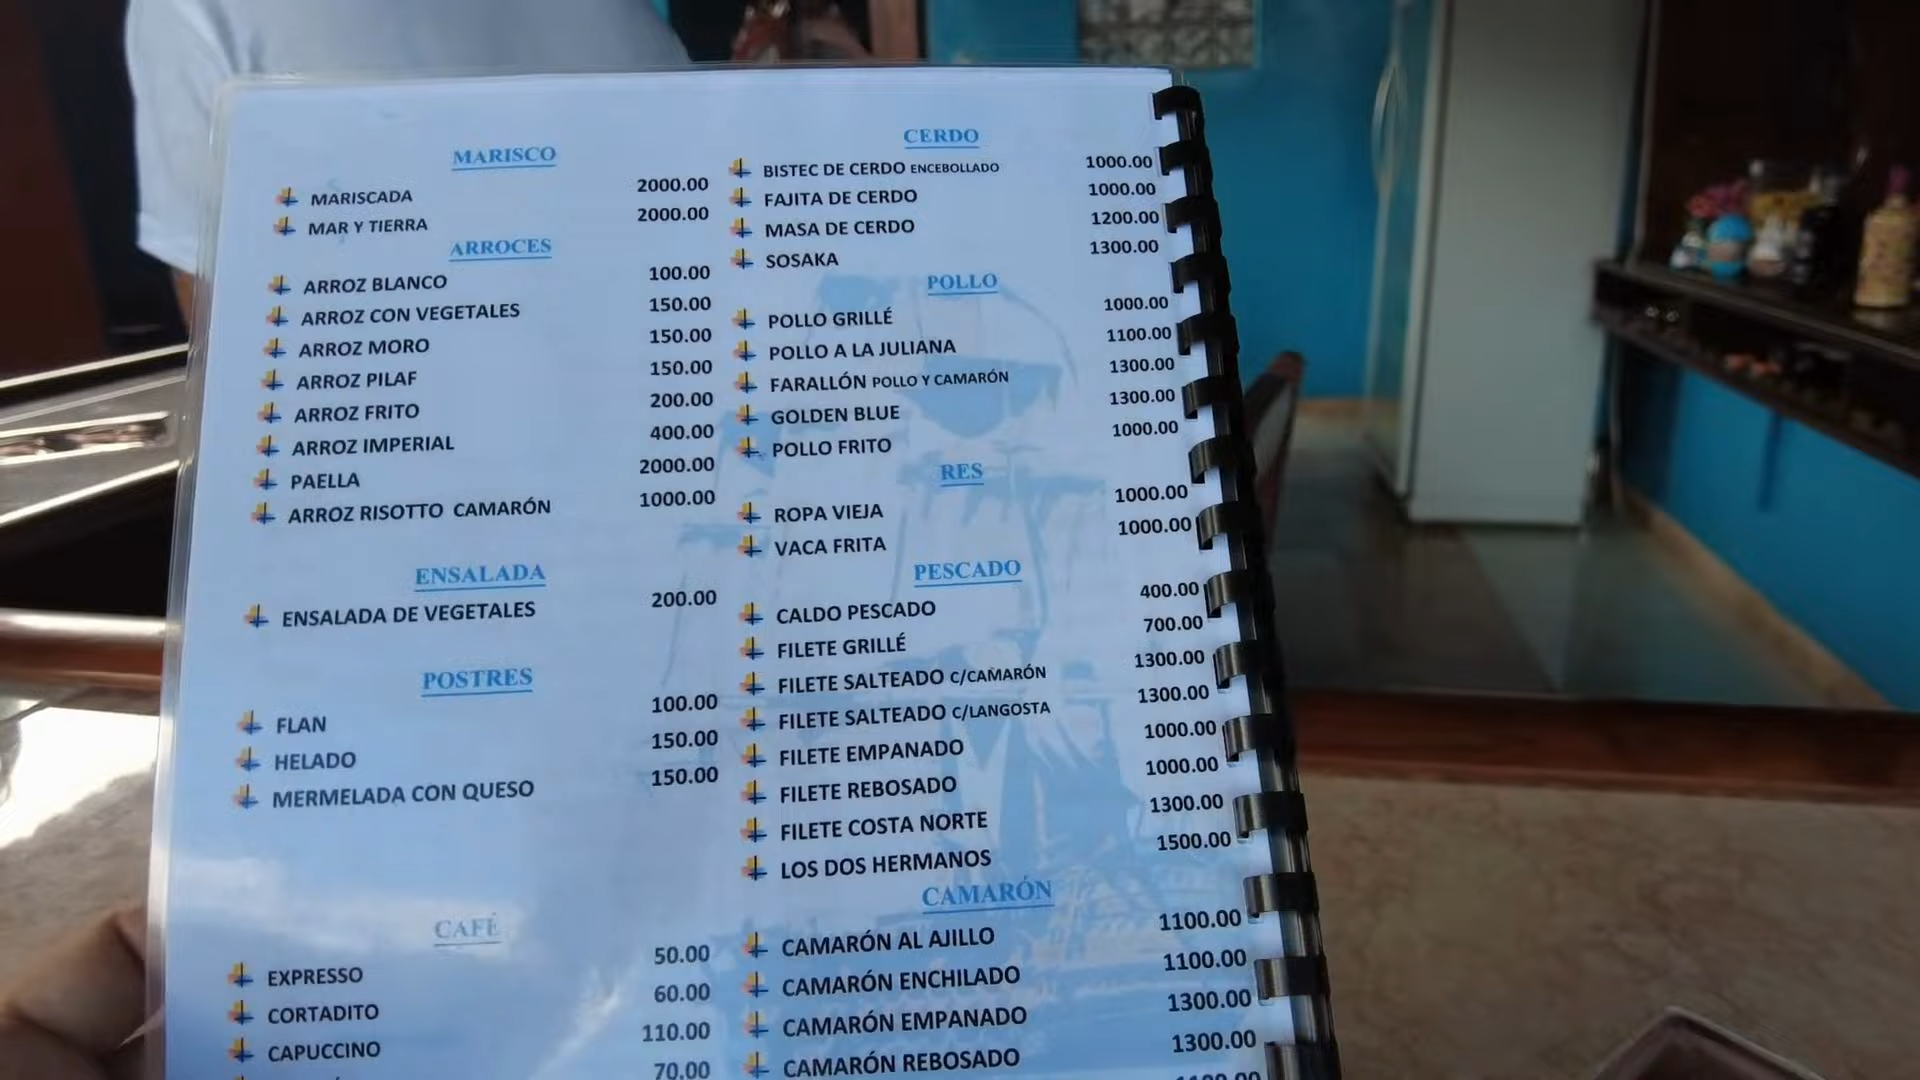 MARISCO
MARISCADA 2000.00
MAR Y TIERRA 2000.00
ARROCES
ARROZ BLANCO 100.00
ARROZ CON VEGETALES 150.00
ARROZ MORO 150.00
ARROZ PILAF 150.00
ARROZ FRITO 200.00
ARROZ IMPERIAL 400.00
PAELLA 2000.00
ARROZ RISOTTO CAMARÓN 1000.00
ENSALADA
ENSALADA DE VEGETALES 200.00
POSTRES
FLAN 100.00
HELADO 150.00
MERMELADA CON QUESO 150.00
CAFÉ
EXPRESSO 50.00
CORTADITO 60.00
CAPUCCINO 110.00
70.00
CERDO
BISTEC DE CERDO ENCEBOLLADO 1000.00
FAJITA DE CERDO 1000.00
MASA DE CERDO 1200.00
SOSAKA 1300.00
POLLO
POLLO GRILLÉ 1000.00
POLLO A LA JULIANA 1100.00
FARALLÓN POLLO Y CAMARÓN 1300.00
GOLDEN BLUE 1300.00
POLLO FRITO 1000.00
RES
ROPA VIEJA 1000.00
VACA FRITA 1000.00
PESCADO
CALDO PESCADO 400.00
FILETE GRILLÉ 700.00
FILETE SALTEADO C/CAMARÓN 1300.00
FILETE SALTEADO C/LANGOSTA 1300.00
FILETE EMPANADO 1000.00
FILETE REBOSADO 1000.00
FILETE COSTA NORTE 1300.00
LOS DOS HERMANOS 1500.00
CAMARÓN
CAMARÓN AL AJILLO 1100.00
CAMARÓN ENCHILADO 1100.00
CAMARÓN EMPANADO 1300.00
CAMARÓN REBOSADO 1300.00